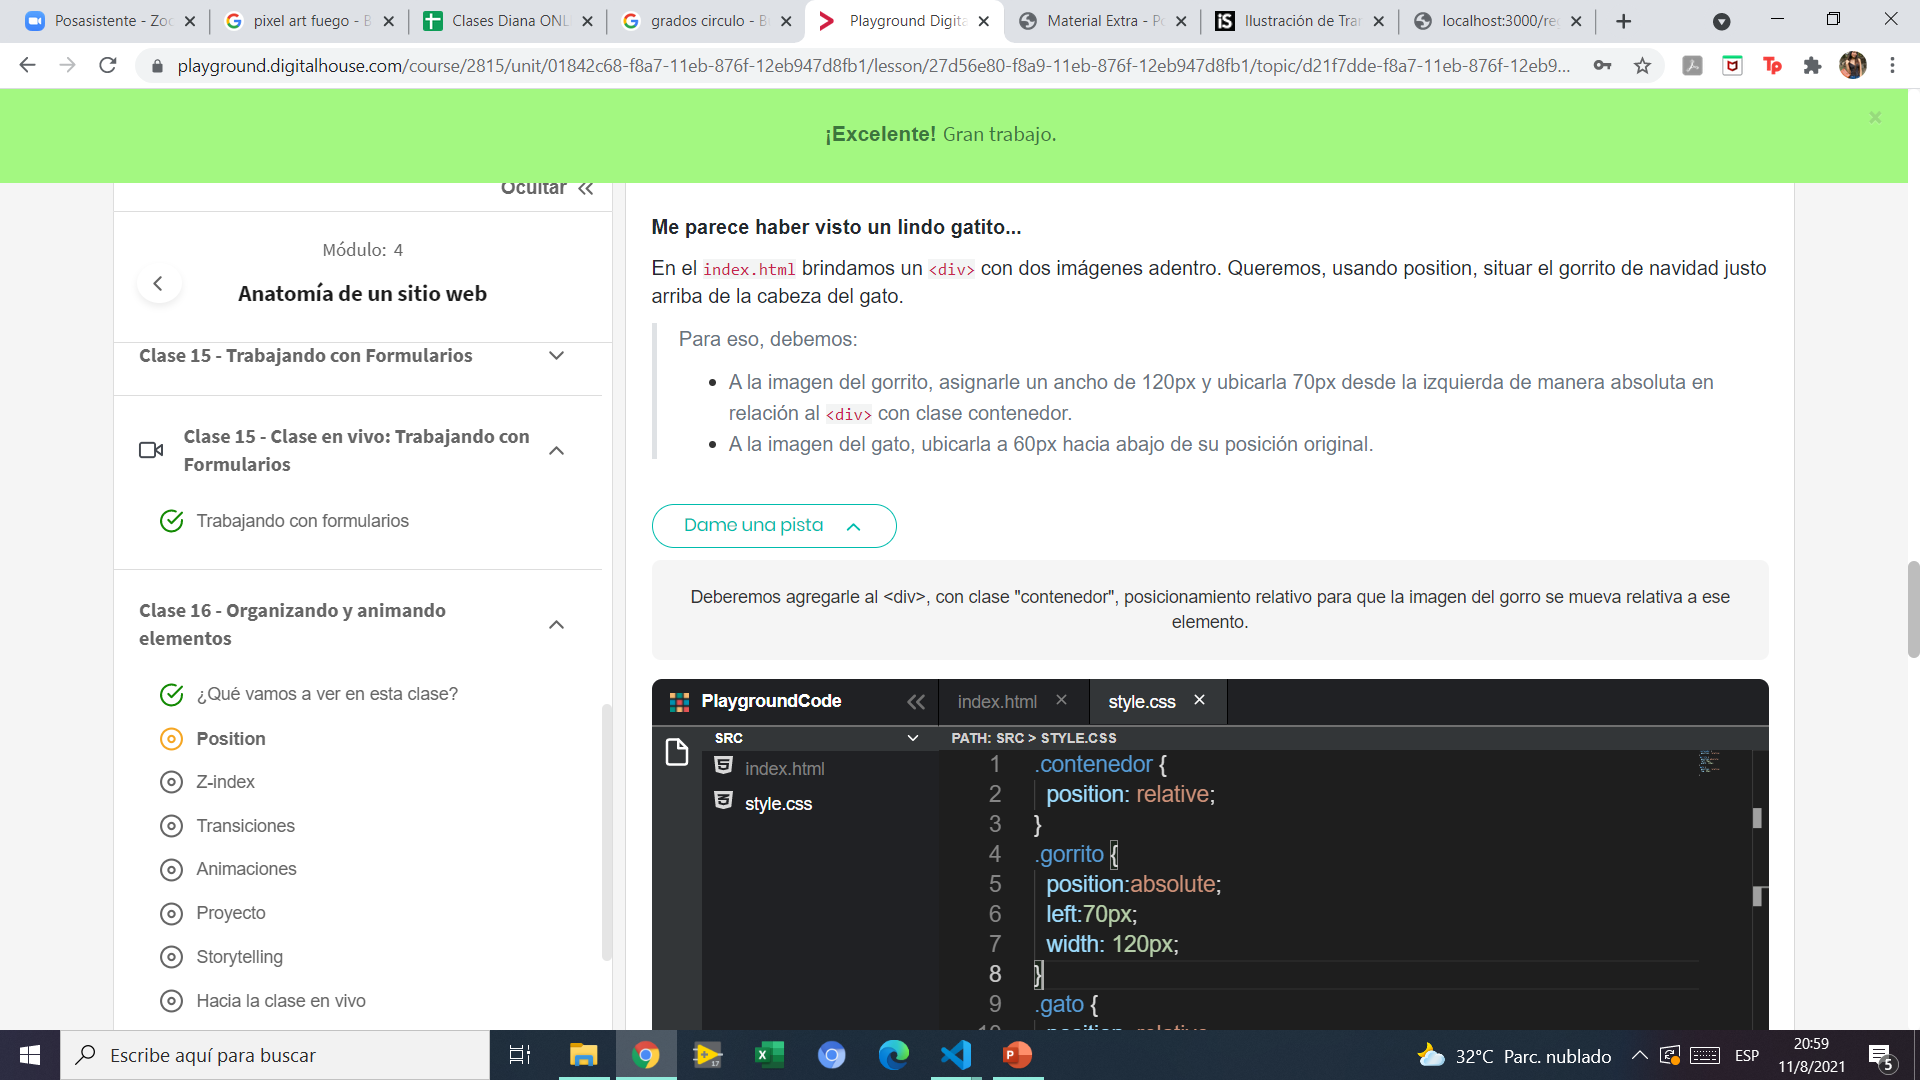 Posasistente - Zoo
pixel art fuego - B
Clases Diana ONL
grados circulo - Bu
Playground Digita
Material Extra - Po
Ilustración de Tran
localhost:3000/reg
playground.digitalhouse.com/course/2815/unit/01842c68-f8a7-11eb-876f-12eb947d8fb1/lesson/27d56e80-f8a9-11eb-876f-12eb947d8fb1/topic/d21f7dde-f8a7-11eb-876f-12eb9...
¡Excelente! Gran trabajo.
Ocultar
Módulo: 4
Anatomía de un sitio web
Clase 15 - Trabajando con Formularios
Clase 15 - Clase en vivo: Trabajando con
Formularios
Trabajando con formularios
Clase 16 - Organizando y animando
elementos
¿Qué vamos a ver en esta clase?
Position
Z-index
Transiciones
Animaciones
Proyecto
Storytelling
Hacia la clase en vivo
Me parece haber visto un lindo gatito...
En el index.html brindamos un <div> con dos imágenes adentro. Queremos, usando position, situar el gorrito de navidad justo
arriba de la cabeza del gato.
Para eso, debemos:
• A la imagen del gorrito, asignarle un ancho de 120px y ubicarla 70px desde la izquierda de manera absoluta en
relación al <div> con clase contenedor.
• A la imagen del gato, ubicarla a 60px hacia abajo de su posición original.
Dame una pista
Deberemos agregarle al <div>, con clase "contenedor", posicionamiento relativo para que la imagen del gorro se mueva relativa a ese
elemento.
PlaygroundCode
index.html
style.css
SRC
PATH: SRC > STYLE.CSS
index.html
style.css
1 .contenedor {
2 position: relative;
3 }
4 .gorrito {
5 position:absolute;
6 left:70px;
7 width: 120px;
8 }
9 .gato {
10 position: relative
Escribe aquí para buscar
32°C Parc. nublado
ESP
20:59
11/8/2021
5